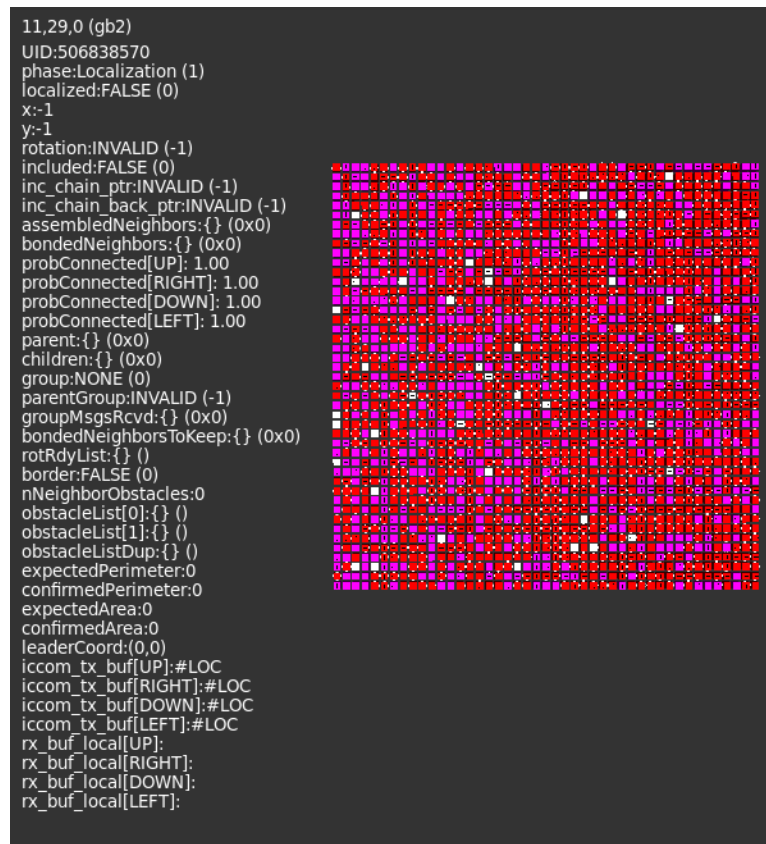 11,29,0 (gb2)
UID:506838570
phase:Localization (1)
localized:FALSE (0)
x:-1
y:-1
rotation:INVALID (-1)
included:FALSE (0)
inc_chain_ptr:INVALID (-1)
inc_chain_back_ptr:INVALID (-1)
assembledNeighbors:{} (0x0)
bondedNeighbors:{} (0x0)
probConnected[UP]: 1.00
probConnected[RIGHT]: 1.00
probConnected[DOWN]: 1.00
probConnected[LEFT]: 1.00
parent:{} (0x0)
children:{} (0x0)
group:NONE (0)
parentGroup:INVALID (-1)
groupMsgsRcvd:{} (0x0)
bondedNeighborsToKeep:{} (0x0)
rotRdyList:{} ()
border:FALSE (0)
nNeighborObstacles:0
obstacleList[0]:{} ()
obstacleList[1]:{} ()
obstacleListDup:{} ()
expectedPerimeter:0
confirmedPerimeter:0
expectedArea:0
confirmedArea:0
leaderCoord:(0,0)
iccom_tx_buf[UP]:#LOC
iccom_tx_buf[RIGHT]:#LOC
iccom_tx_buf[DOWN]:#LOC
iccom_tx_buf[LEFT]:#LOC
rx_buf_local[UP]:
rx_buf_local[RIGHT]:
rx_buf_local[DOWN]:
rx_buf_local[LEFT]: